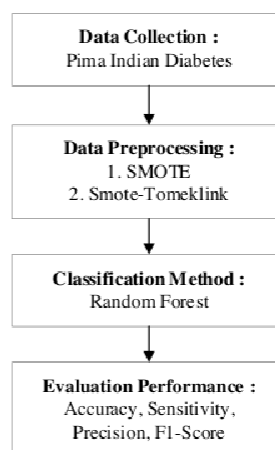 Data Collection :
Pima Indian Diabetes
Data Preprocessing :
1. SMOTE
2. Smote-Tomeklink
Classification Method :
Random Forest
Evaluation Performance :
Accuracy, Sensitivity,
Precision, F1-Score